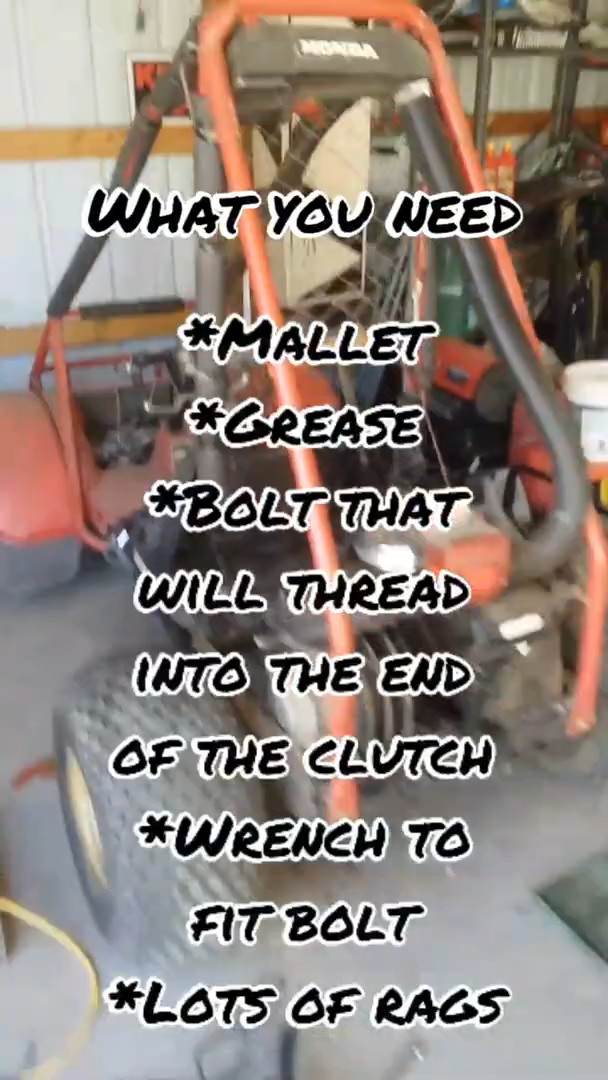 HONDA
What you need
*Mallet
*Grease
*Bolt that
will thread
into the end
of the clutch
*Wrench to
fit bolt
*Lots of rags